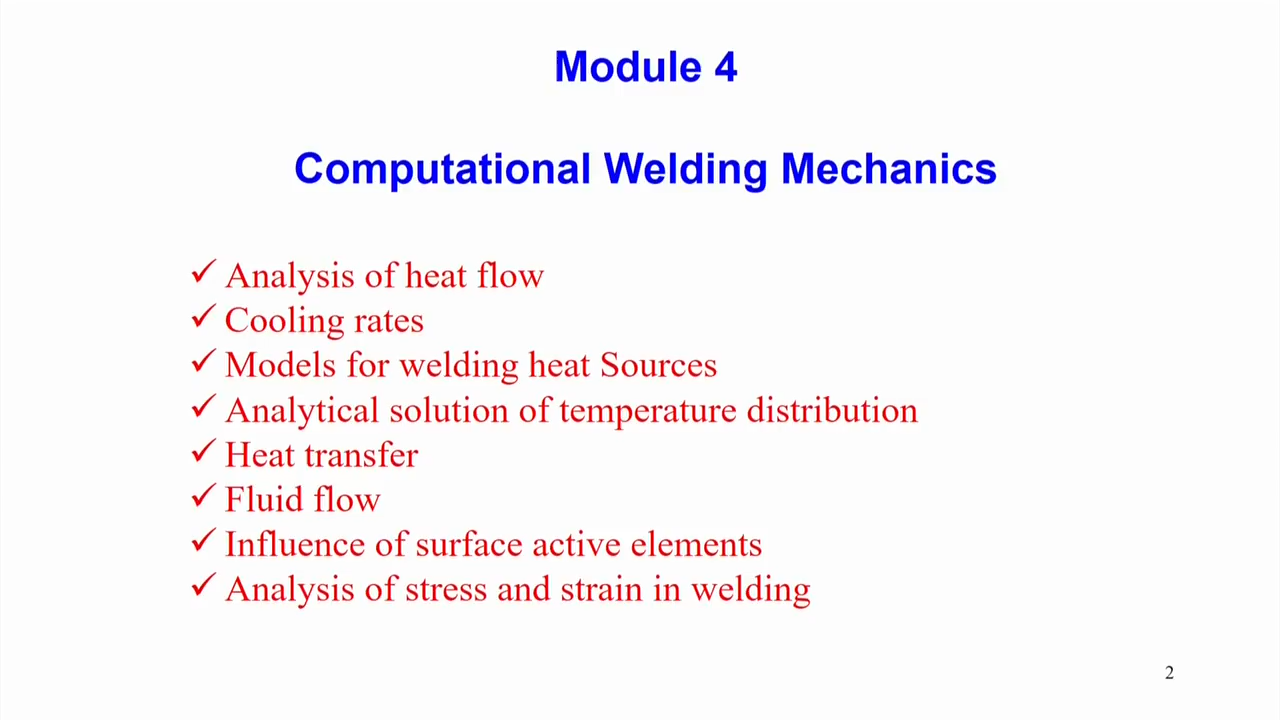 Module 4
Computational Welding Mechanics
✓ Analysis of heat flow
✓ Cooling rates
✓ Models for welding heat Sources
✓ Analytical solution of temperature distribution
✓ Heat transfer
✓ Fluid flow
✓ Influence of surface active elements
✓ Analysis of stress and strain in welding
2